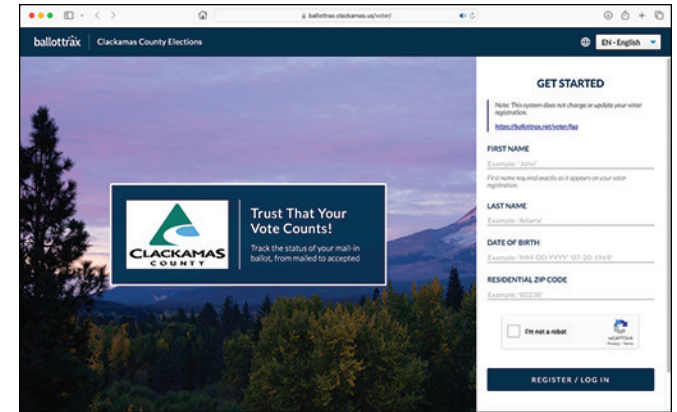 ballottrax.clackamas.us/voter/
ballottrax
Clackamas County Elections
EN - English
GET STARTED
Note: This system does not change or update your voter
registration.
https://ballottrax.net/voter/faq
FIRST NAME
Example: 'John'
First name required exactly as it appears on your voter
registration.
LAST NAME
Example: 'Adams'
DATE OF BIRTH
Example: 'MM-DD-YYYY' '07-20-1969'
RESIDENTIAL ZIP CODE
Example: '80238'
I'm not a robot
reCAPTCHA
Privacy - Terms
REGISTER / LOG IN
CLACKAMAS
COUNTY
Trust That Your
Vote Counts!
Track the status of your mail-in
ballot, from mailed to accepted